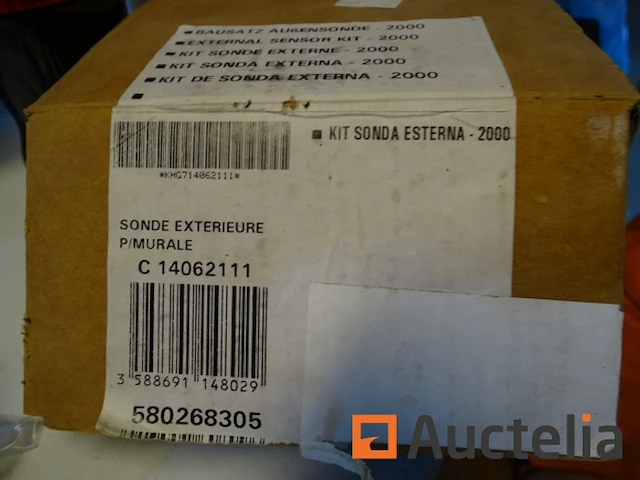 ■ BAUSATZ AUßENSONDE - 2000
■ EXTERNAL SENSOR KIT - 2000
■ KIT SONDE EXTERNE - 2000
■ KIT SONDA EXTERNA - 2000
■ KIT DE SONDA EXTERNA - 2000
■ KIT SONDA ESTERNA - 2000
*KHG714062111*
SONDE EXTERIEURE
P/MURALE
C 14062111
3 588691 148029
580268305
Auctelia